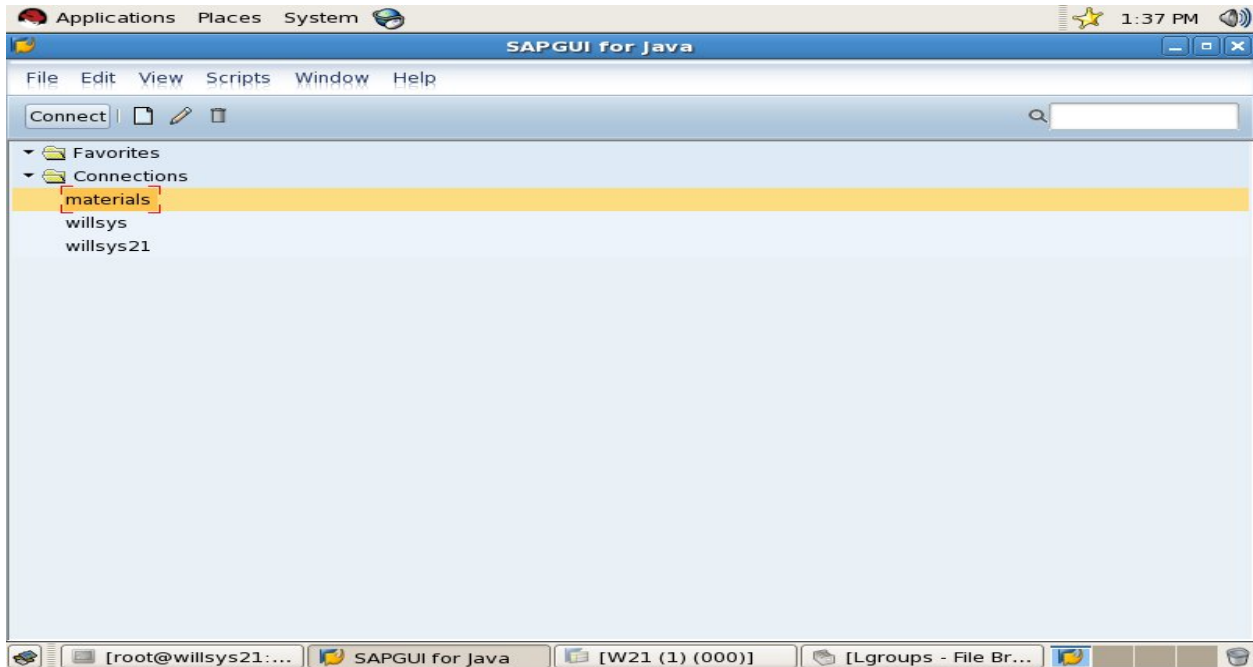 Applications Places System 1:37 PM
SAPGUI for Java
File Edit View Scripts Window Help
Connect
Favorites
Connections
materials
willsys
willsys21
[root@willsys21:... SAPGUI for Java [W21 (1) (000)] [Lgroups - File Br...